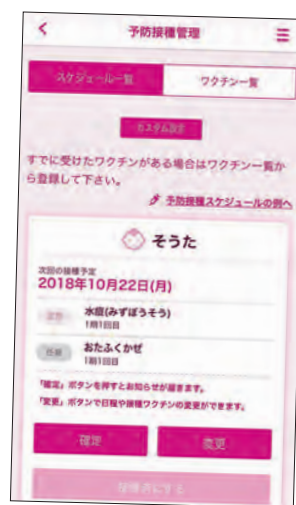 予防接種管理
スケジュール一覧
ワクチン一覧
カスタム設定
すでに受けたワクチンがある場合はワクチン一覧か
ら登録して下さい。
予防接種スケジュールの例へ
そうた
次回の接種予定
2018年10月22日(月)
定期
水痘(みずぼうそう)
1期1回目
任意
おたふくかぜ
1期1回目
「確定」ボタンを押すとお知らせが届きます。
「変更」ボタンで日程や接種ワクチンの変更ができます。
確定
変更
接種済にする